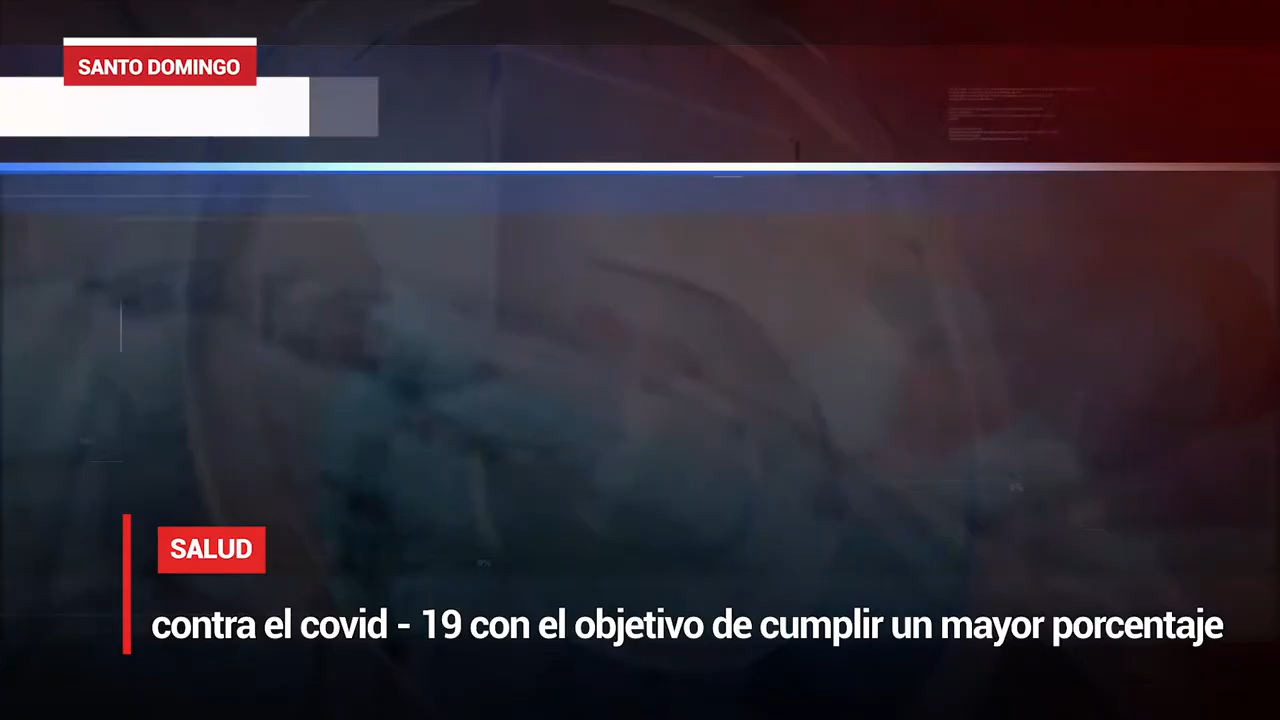 SANTO DOMINGO
SALUD
contra el covid - 19 con el objetivo de cumplir un mayor porcentaje